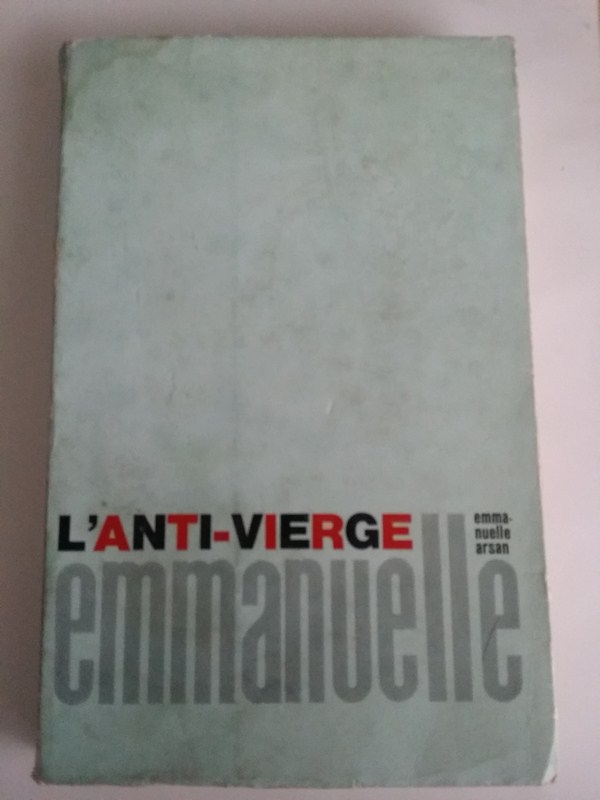 L'ANTI-VIERGE
emma-
nuelle
arsan
emmanuelle